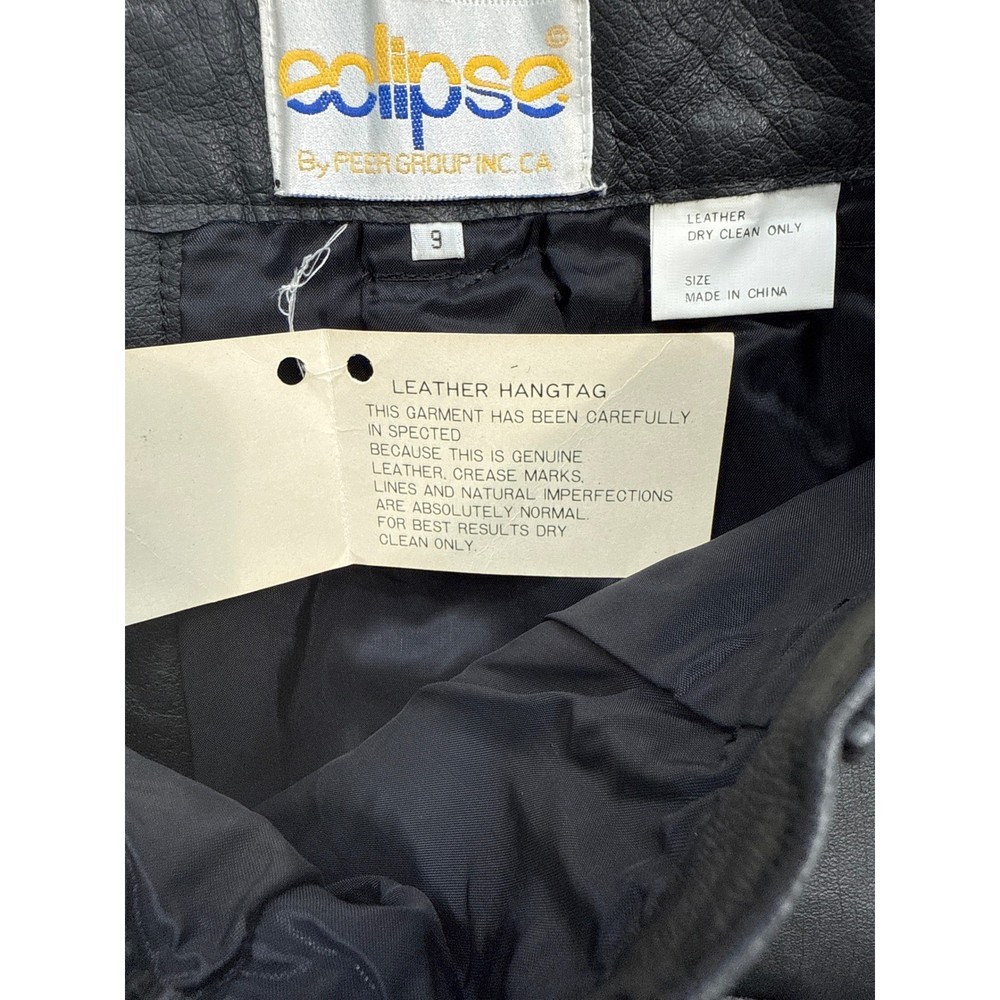 eclipse ®
By PEER GROUP INC. CA
9
LEATHER
DRY CLEAN ONLY
SIZE
MADE IN CHINA
LEATHER HANGTAG
THIS GARMENT HAS BEEN CAREFULLY
IN SPECTED
BECAUSE THIS IS GENUINE
LEATHER, CREASE MARKS,
LINES AND NATURAL IMPERFECTIONS
ARE ABSOLUTELY NORMAL.
FOR BEST RESULTS DRY
CLEAN ONLY.